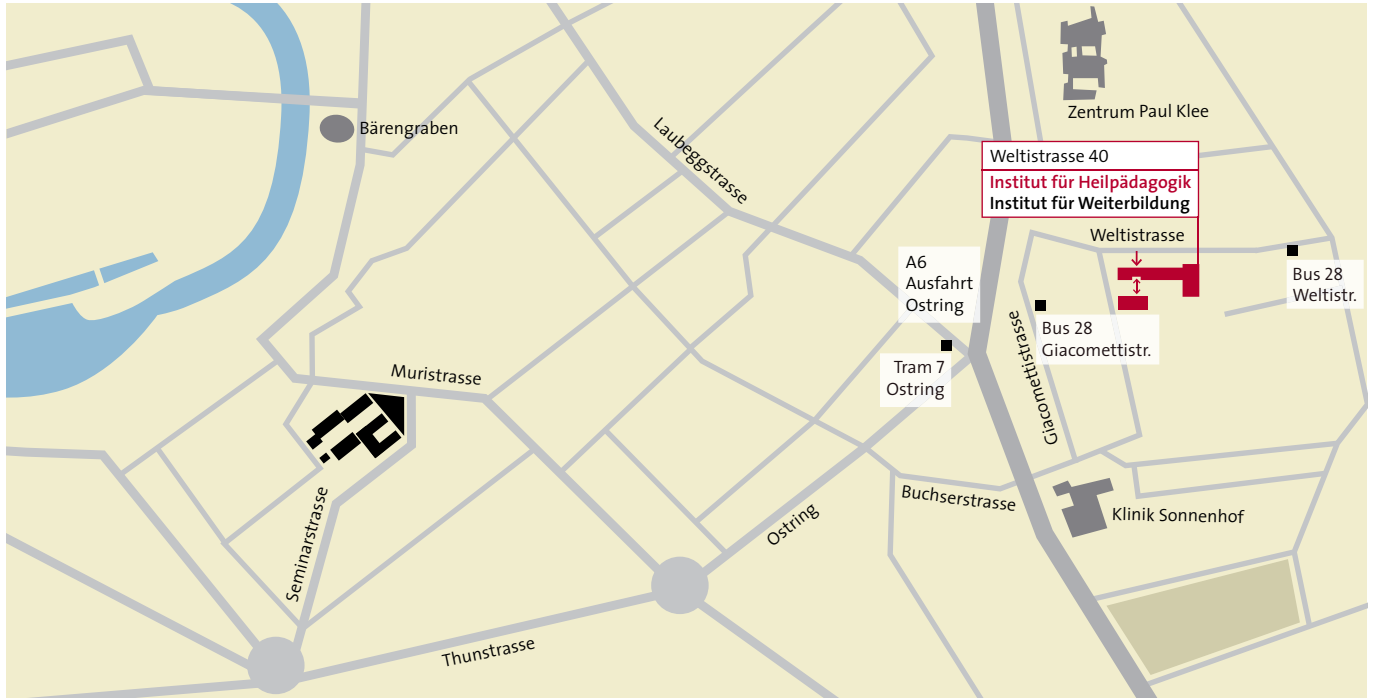 Zentrum Paul Klee
Bärengraben
Laubeggstrasse
Weltistrasse 40
Institut für Heilpädagogik
Institut für Weiterbildung
Weltistrasse
A6
Ausfahrt
Ostring
Bus 28
Weltistr.
Bus 28
Giacomettistr.
Giacomettistrasse
Tram 7
Ostring
Muristrasse
Buchserstrasse
Klinik Sonnenhof
Ostring
Seminarstrasse
Thunstrasse